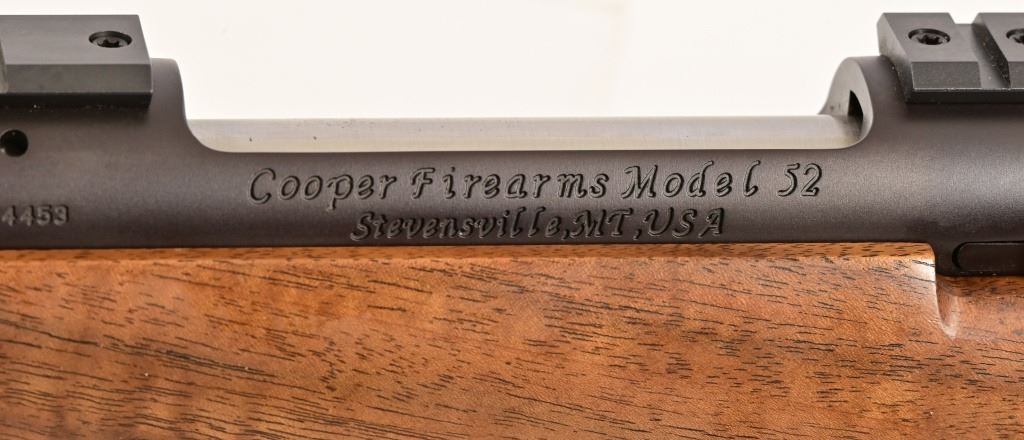 Cooper Firearms Model 52
Stevensville,MT,USA
4453